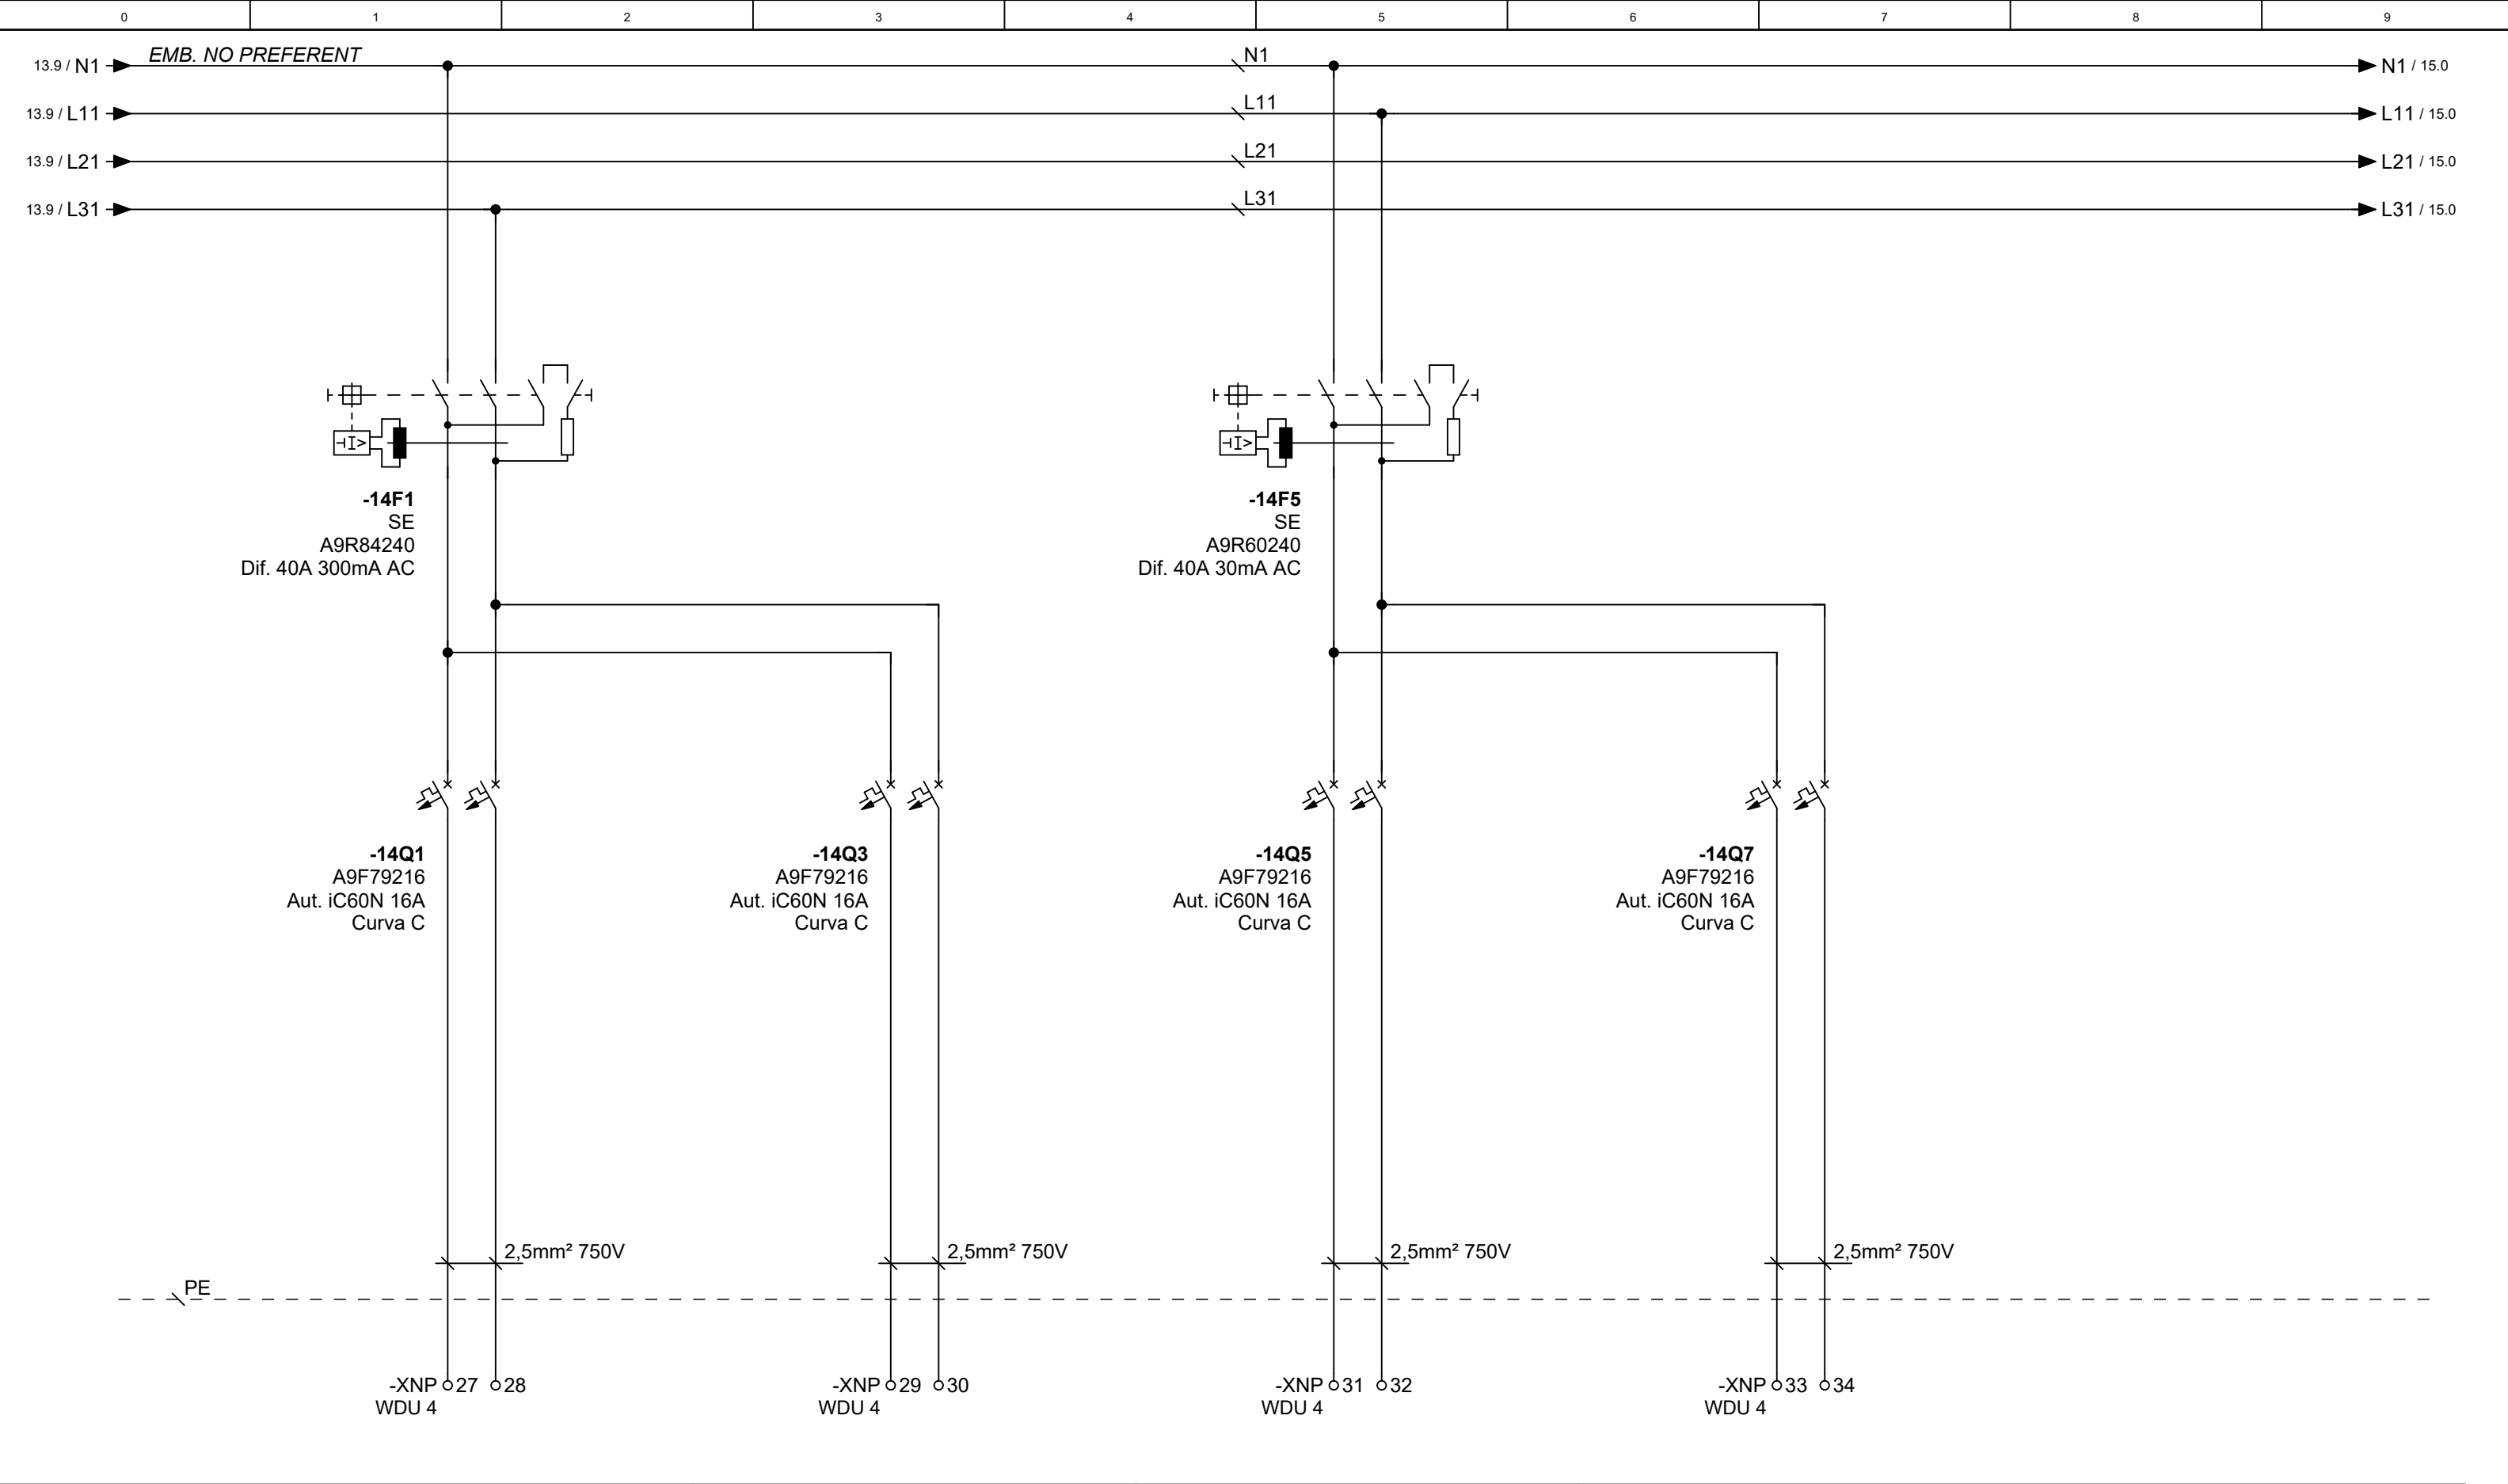 0 1 2 3 4 5 6 7 8 9
EMB. NO PREFERENT
13.9 / N1 N1 N1 / 15.0
13.9 / L11 L11 L11 / 15.0
13.9 / L21 L21 L21 / 15.0
13.9 / L31 L31 L31 / 15.0
I>
I>
-14F1
SE
A9R84240
Dif. 40A 300mA AC
-14F5
SE
A9R60240
Dif. 40A 30mA AC
-14Q1
A9F79216
Aut. iC60N 16A
Curva C
-14Q3
A9F79216
Aut. iC60N 16A
Curva C
-14Q5
A9F79216
Aut. iC60N 16A
Curva C
-14Q7
A9F79216
Aut. iC60N 16A
Curva C
2,5mm² 750V 2,5mm² 750V 2,5mm² 750V 2,5mm² 750V
PE
-XNP 27 28
WDU 4
-XNP 29 30
WDU 4
-XNP 31 32
WDU 4
-XNP 33 34
WDU 4